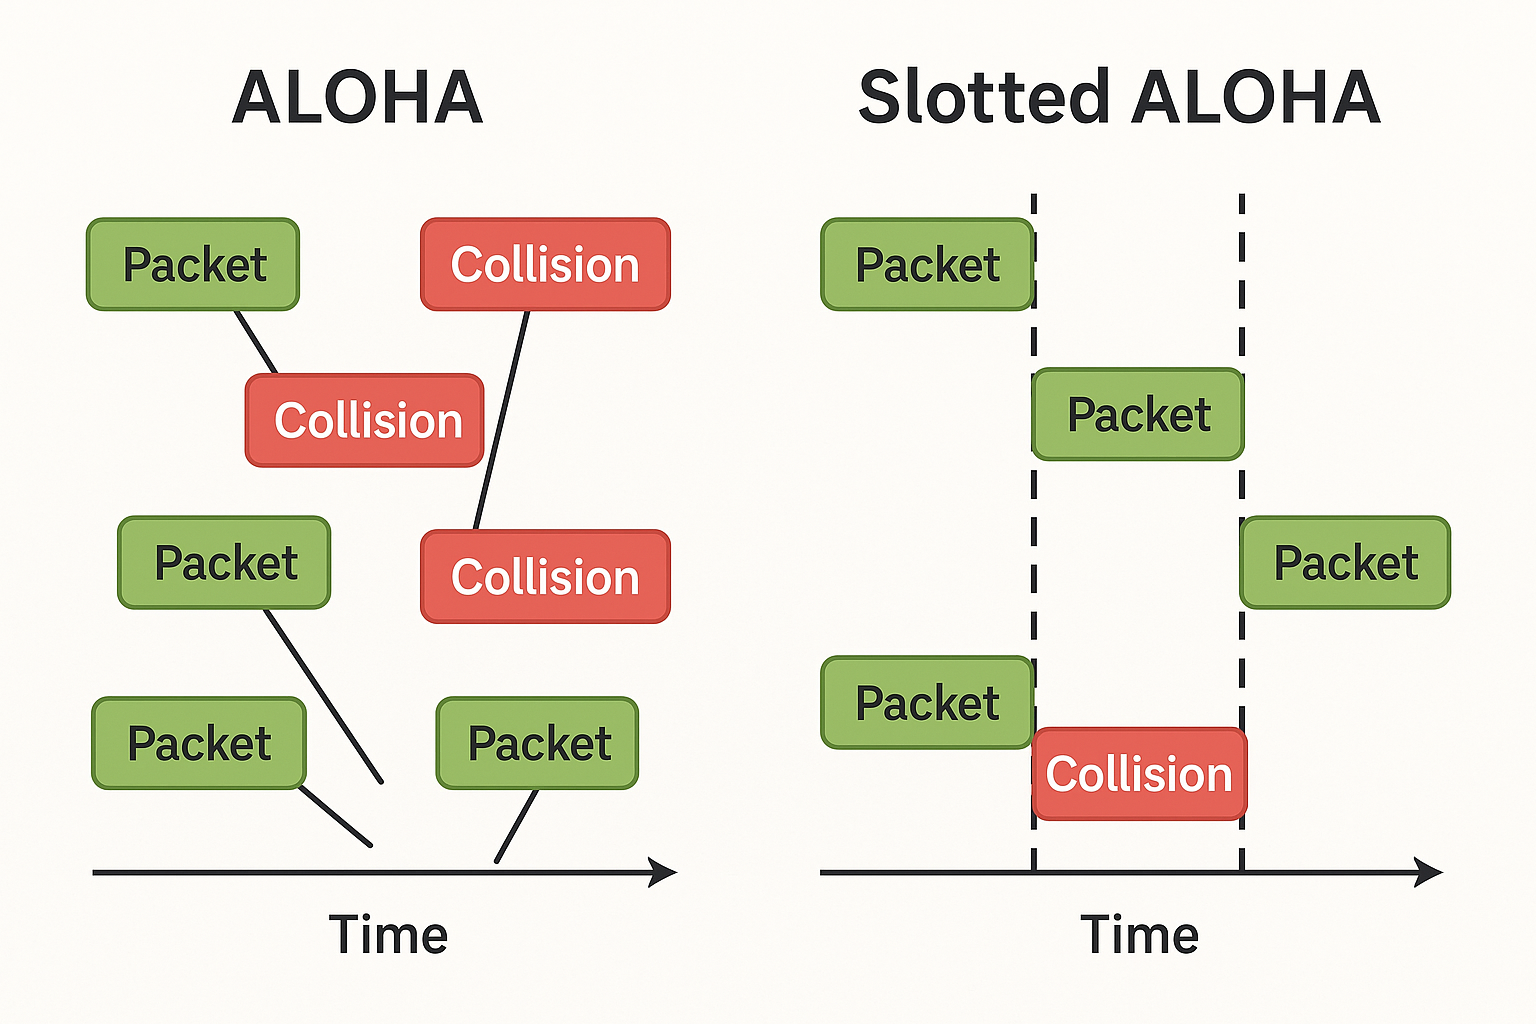 ALOHA
Packet
Collision
Collision
Packet
Collision
Packet
Packet
Time
Slotted ALOHA
Packet
Packet
Packet
Packet
Collision
Time